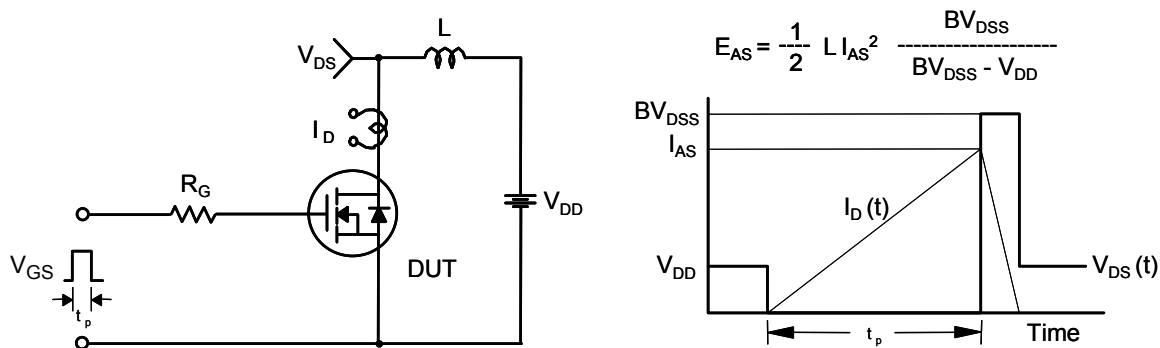 L
V_DS
I_D
R_G
V_DD
V_GS
DUT
t_p
E_AS = 1/2 L I_AS^2 BV_DSS / (BV_DSS - V_DD)
BV_DSS
I_AS
I_D (t)
V_DD
V_DS (t)
t_p
Time